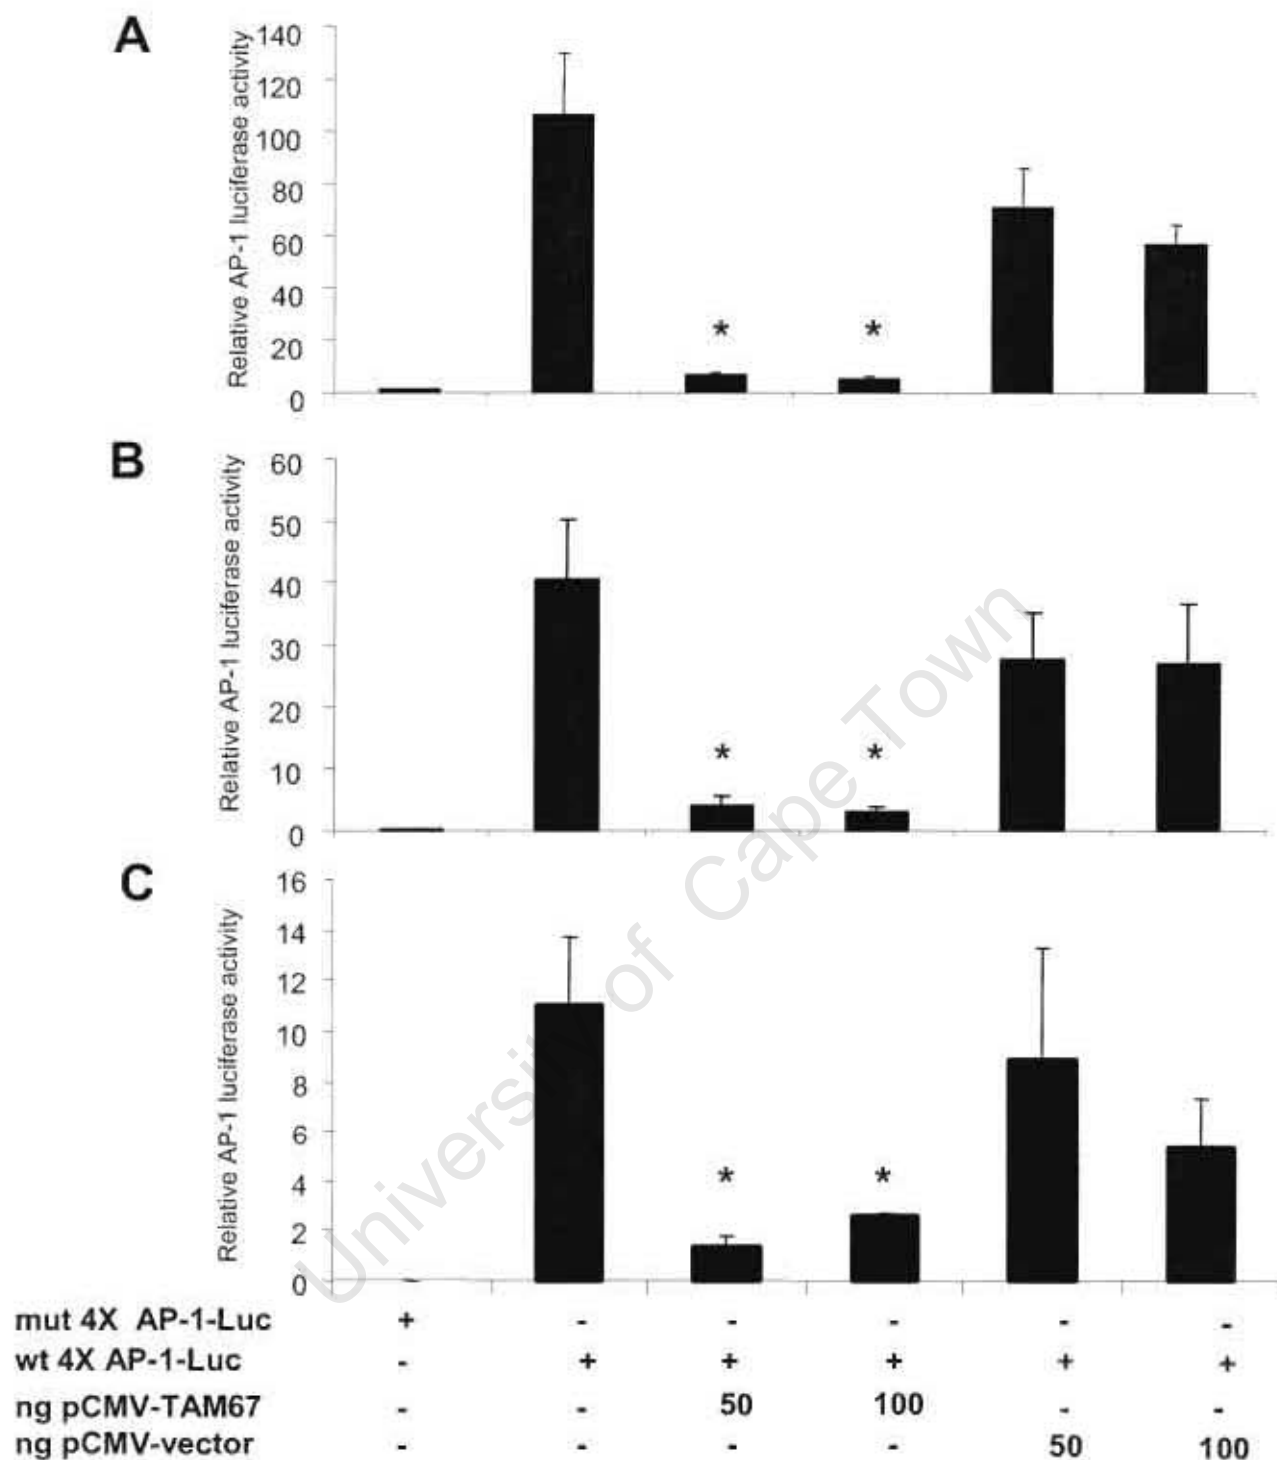 A
Relative AP-1 luciferase activity
140
120
100
80
60
40
20
0
* *
B
Relative AP-1 luciferase activity
60
50
40
30
20
10
0
* *
C
Relative AP-1 luciferase activity
16
14
12
10
8
6
4
2
0
* *
University of Cape Town
mut 4X AP-1-Luc + - - - - -
wt 4X AP-1-Luc - + + + + +
ng pCMV-TAM67 - - 50 100 - -
ng pCMV-vector - - - - 50 100